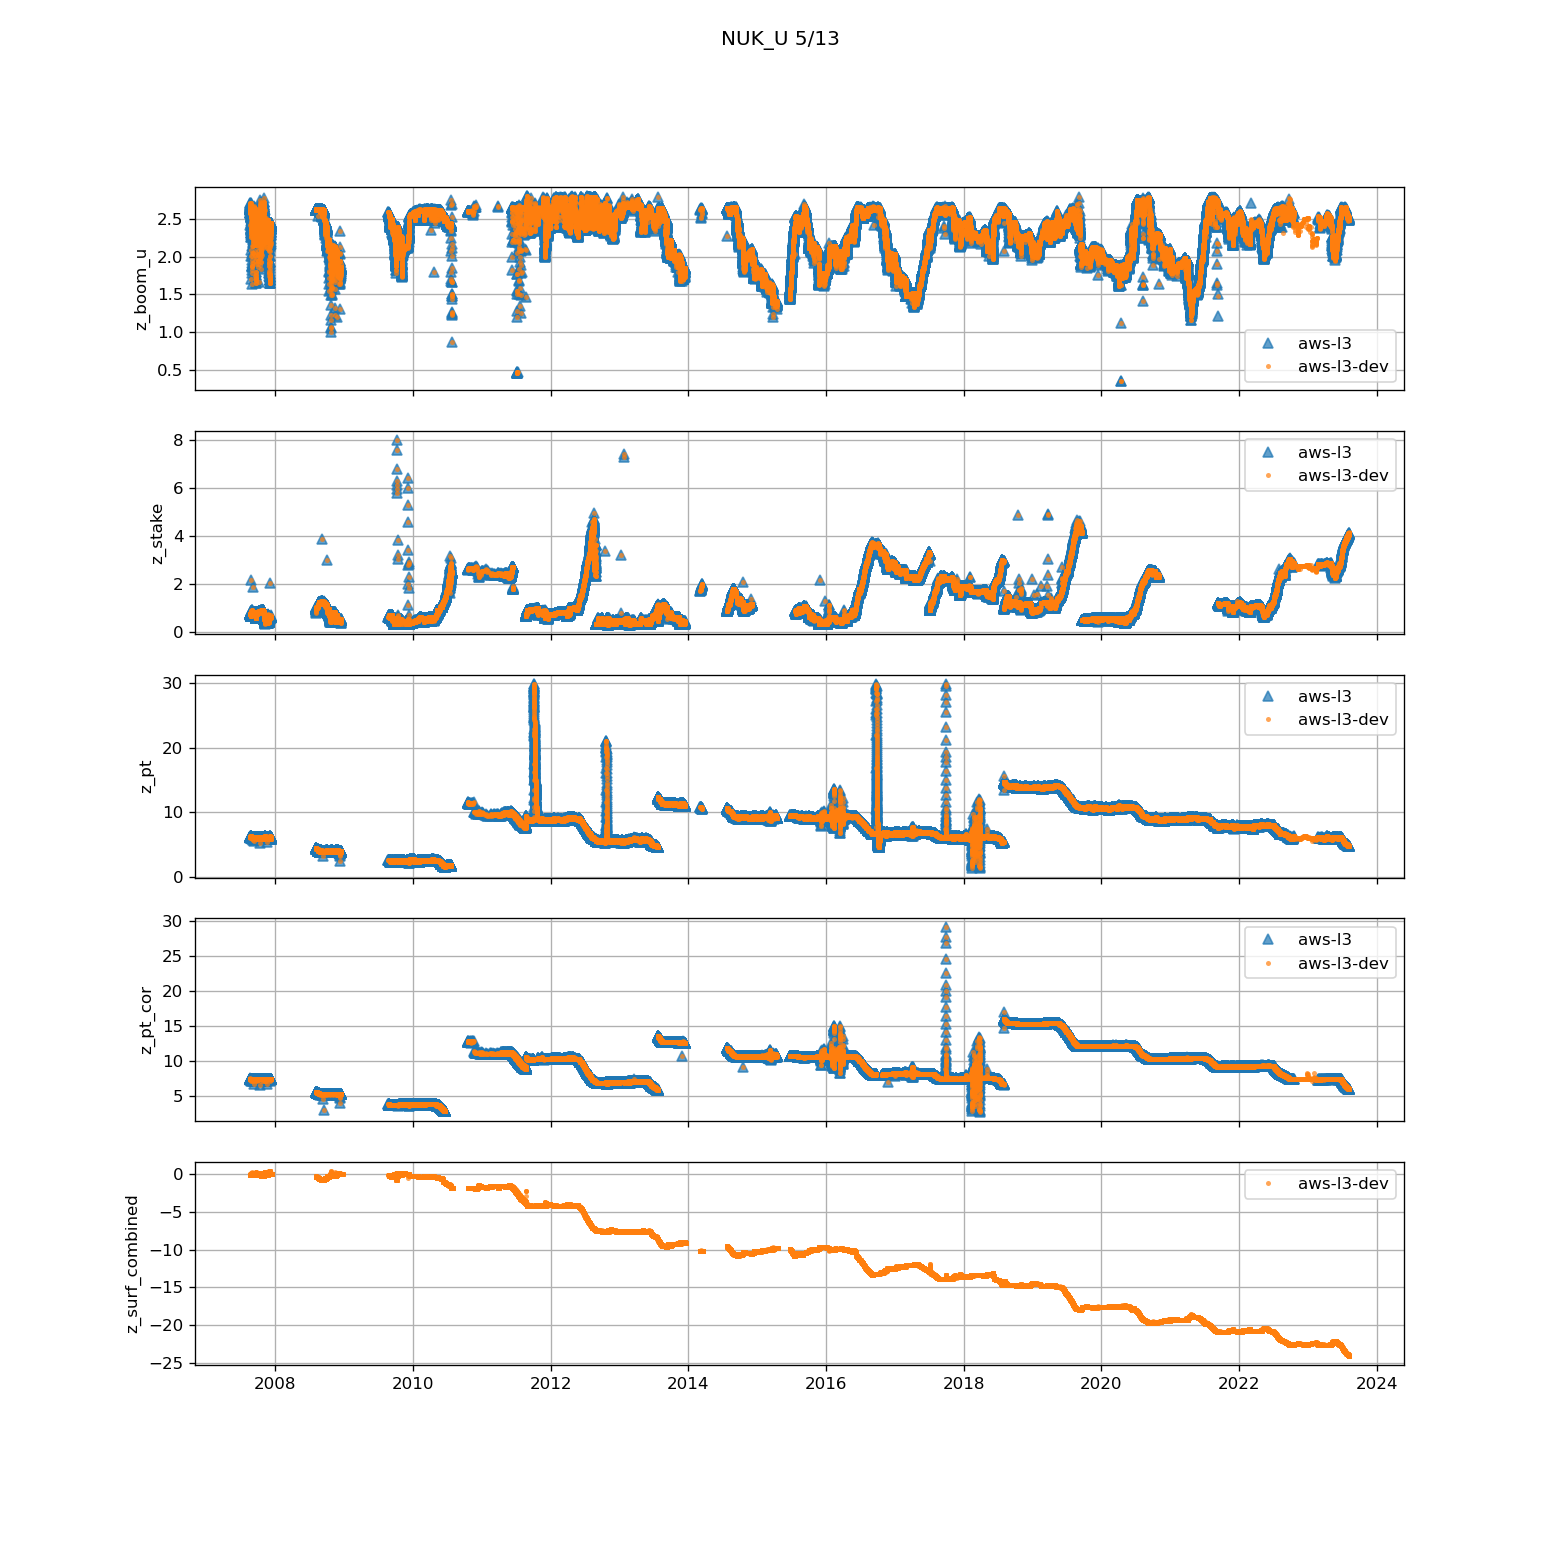 NUK_U 5/13
z_boom_u
2.5
2.0
1.5
1.0
0.5
aws-l3
aws-l3-dev
z_stake
8
6
4
2
0
aws-l3
aws-l3-dev
z_pt
30
20
10
0
aws-l3
aws-l3-dev
z_pt_cor
30
25
20
15
10
5
aws-l3
aws-l3-dev
z_surf_combined
0
−5
−10
−15
−20
−25
aws-l3-dev
2008 2010 2012 2014 2016 2018 2020 2022 2024